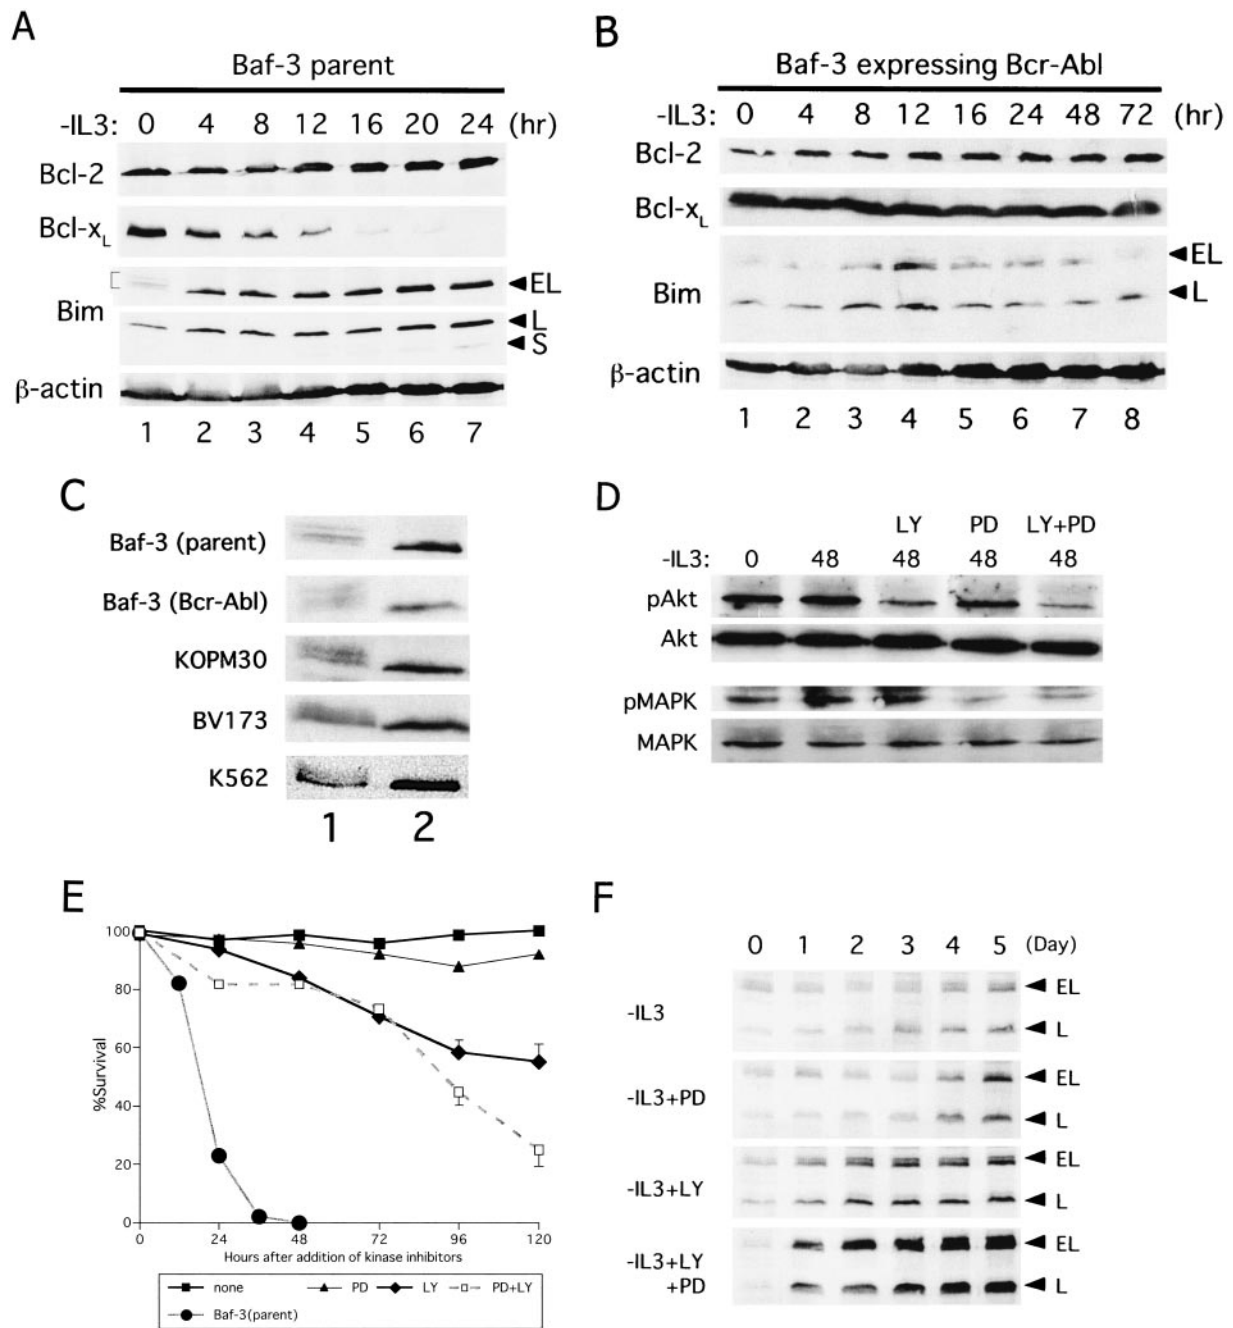 A
Baf-3 parent
-IL3: 0 4 8 12 16 20 24 (hr)
Bcl-2
Bcl-xL
EL
Bim
L
S
β-actin
1 2 3 4 5 6 7
B
Baf-3 expressing Bcr-Abl
-IL3: 0 4 8 12 16 24 48 72 (hr)
Bcl-2
Bcl-xL
EL
Bim
L
β-actin
1 2 3 4 5 6 7 8
C
Baf-3 (parent)
Baf-3 (Bcr-Abl)
KOPM30
BV173
K562
1 2
D
LY PD LY+PD
-IL3: 0 48 48 48 48
pAkt
Akt
pMAPK
MAPK
E
%Survival
100
80
60
40
20
0
0 24 48 72 96 120
Hours after addition of kinase inhibitors
none PD LY PD+LY
Baf-3(parent)
F
0 1 2 3 4 5 (Day)
-IL3
EL
L
-IL3+PD
EL
L
-IL3+LY
EL
L
-IL3+LY
+PD
EL
L